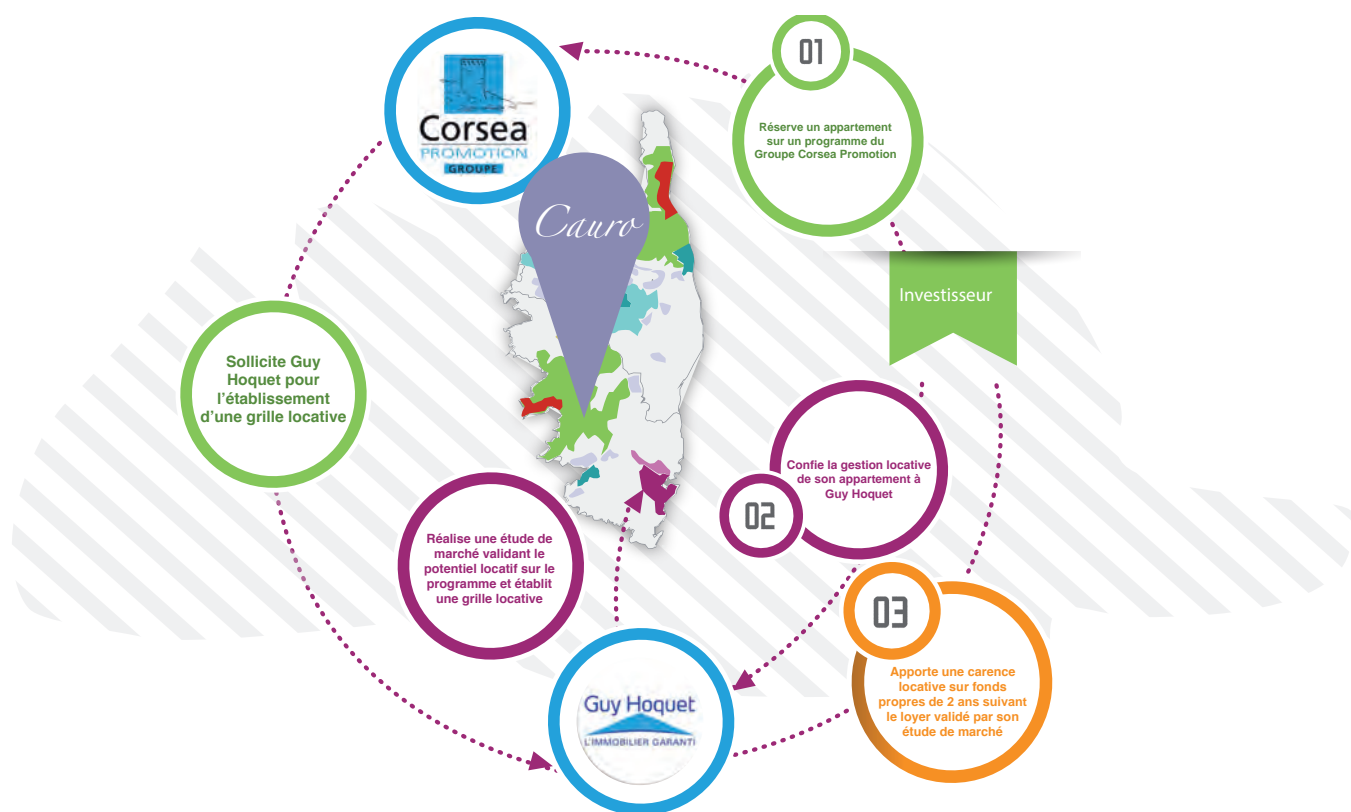 01
Réserve un appartement
sur un programme du
Groupe Corsea Promotion
Corsea
PROMOTION
GROUPE
Cauro
Investisseur
Sollicite Guy
Hoquet pour
l'établissement
d'une grille locative
02
Confie la gestion locative
de son appartement à
Guy Hoquet
Réalise une étude de
marché validant le
potentiel locatif sur le
programme et établit
une grille locative
03
Apporte une carence
locative sur fonds
propres de 2 ans suivant
le loyer validé par son
étude de marché
Guy Hoquet
L'IMMOBILIER GARANTI